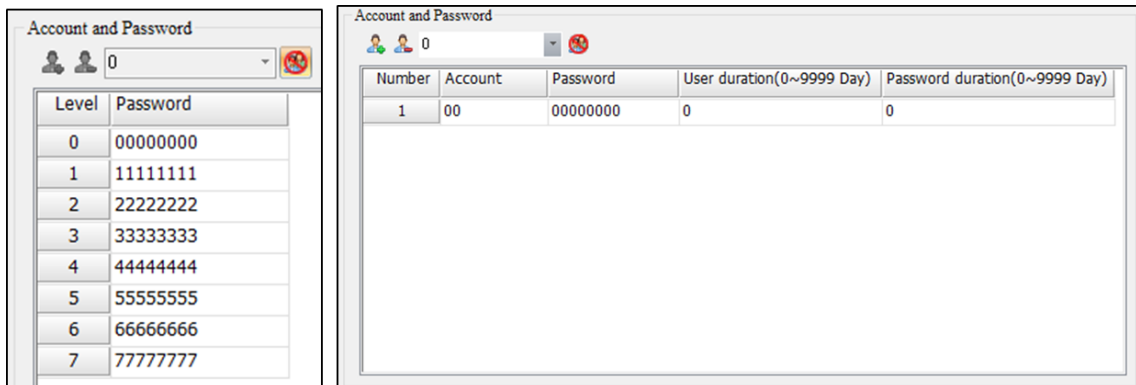 Account and Password
0
Level Password
0 00000000
1 11111111
2 22222222
3 33333333
4 44444444
5 55555555
6 66666666
7 77777777
Account and Password
0
Number Account Password User duration(0~9999 Day) Password duration(0~9999 Day)
1 00 00000000 0 0